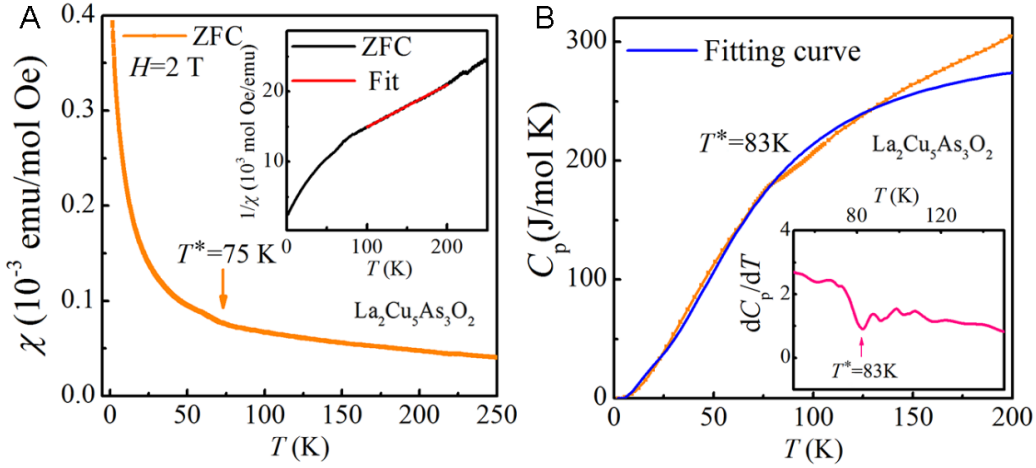 A
0.4
0.3
0.2
0.1
0.0
χ (10⁻³ emu/mol Oe)
ZFC
H=2 T
T*=75 K
La₂Cu₅As₃O₂
0 50 100 150 200 250
T (K)
ZFC
Fit
20
10
0
1/χ (10³ mol Oe/emu)
0 100 200
T (K)
B
300
200
100
0
Cₚ(J/mol K)
Fitting curve
T*=83K
La₂Cu₅As₃O₂
0 50 100 150 200
T (K)
T (K)
80 120
4
2
0
dCₚ/dT
T*=83K